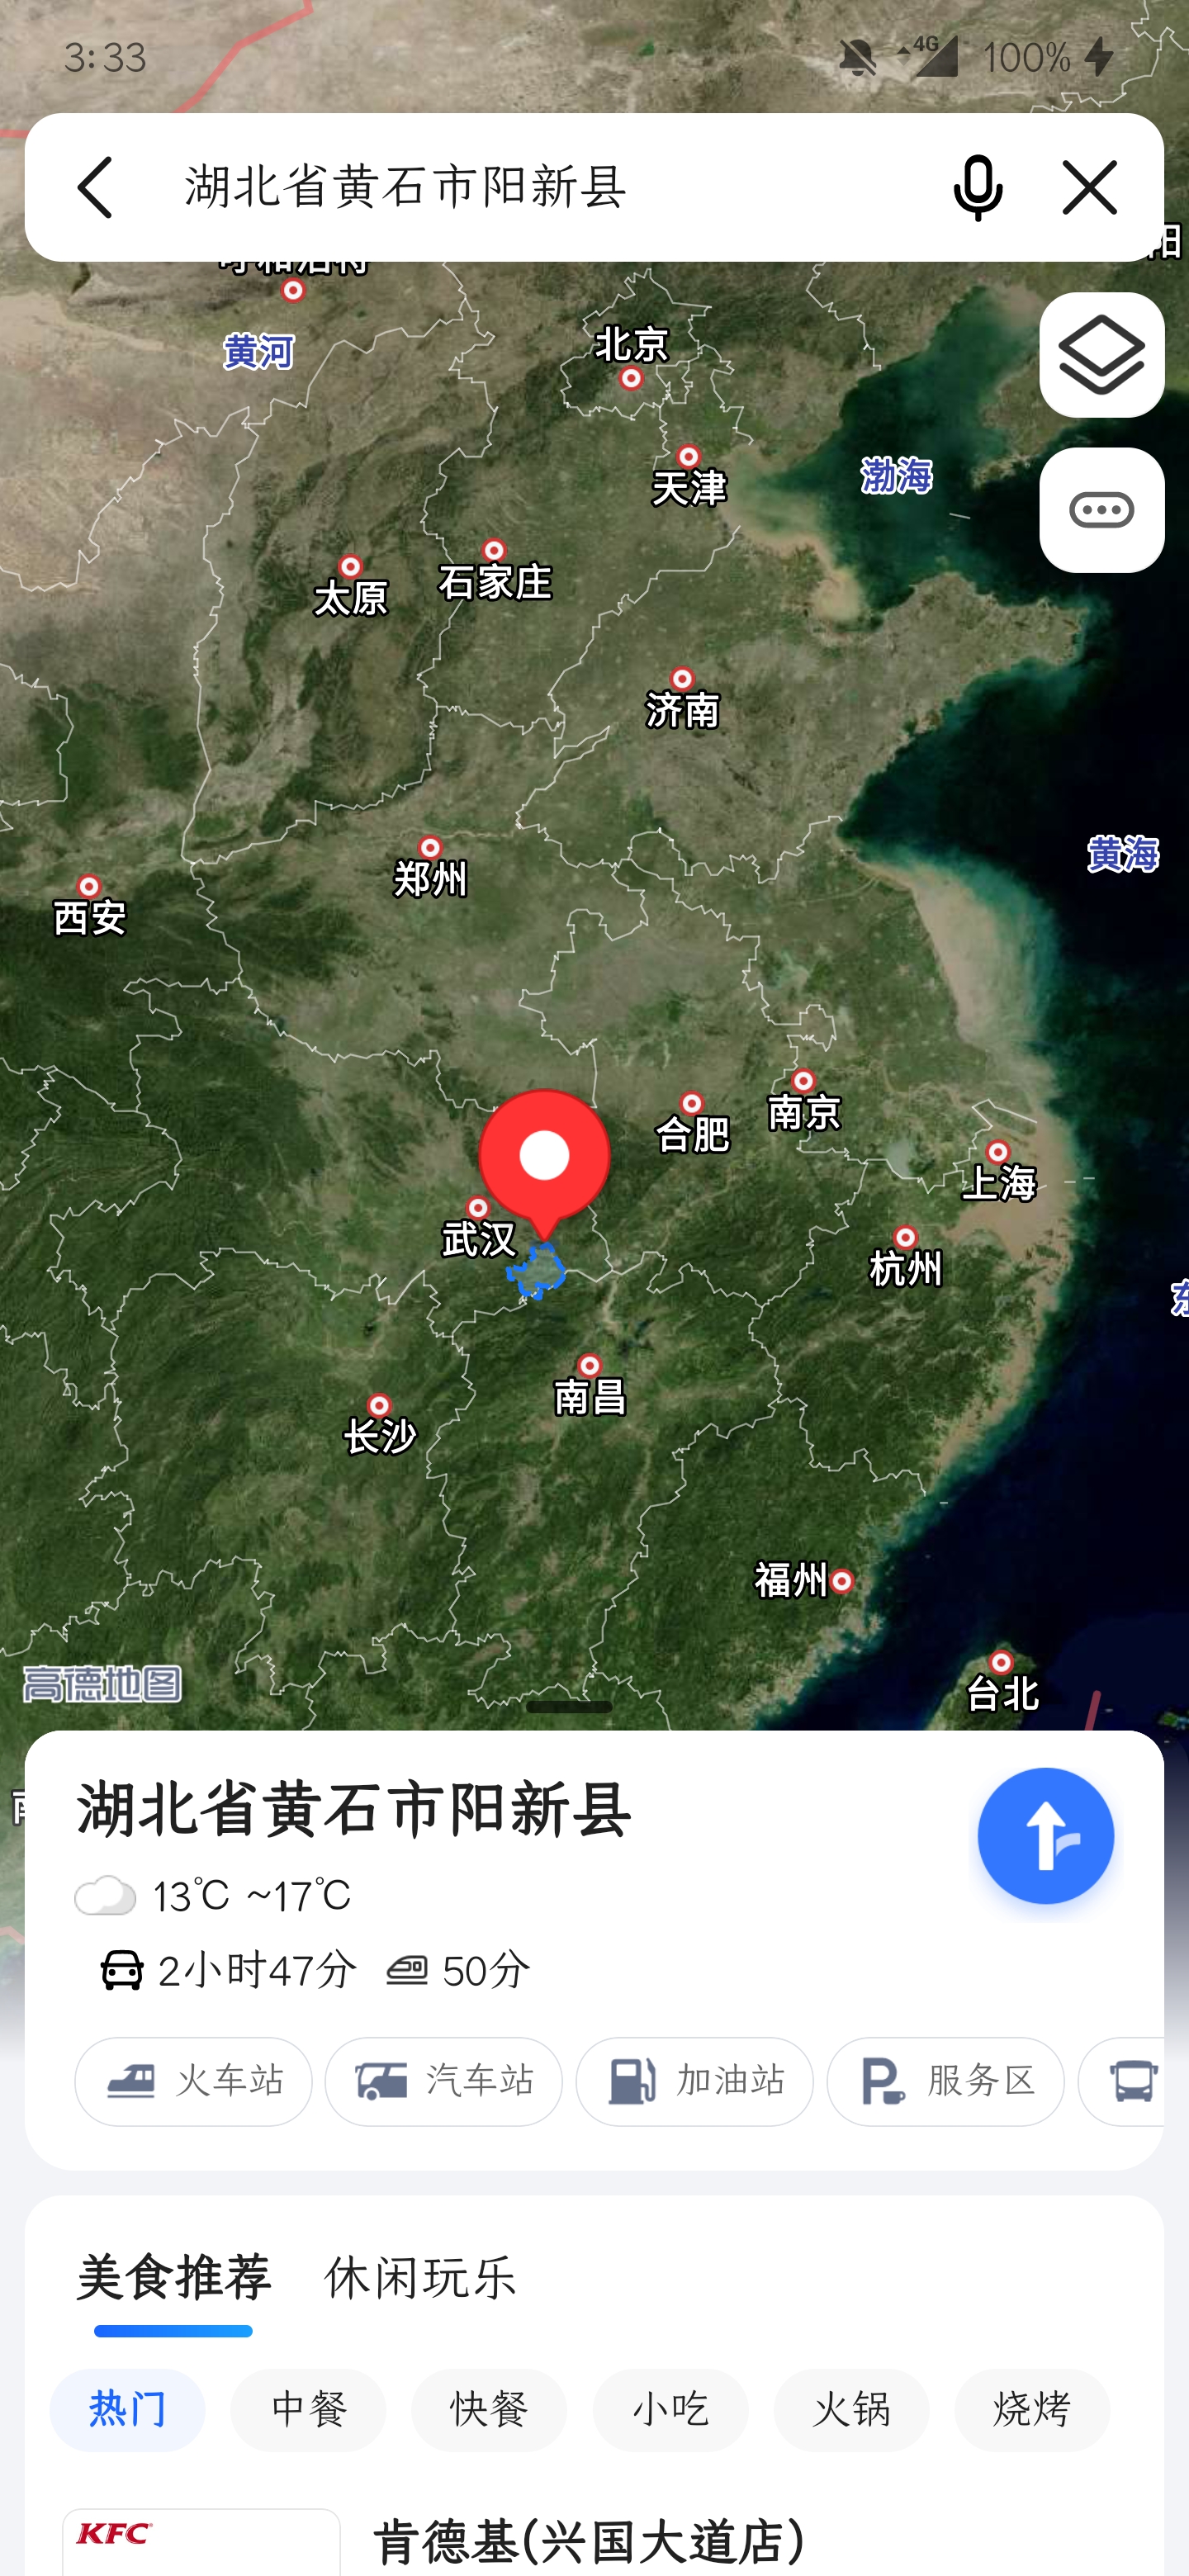 3:33
4G
100%
湖北省黄石市阳新县
呼和浩特
黄河
北京
天津
渤海
太原
石家庄
济南
黄海
郑州
西安
南京
合肥
上海
武汉
杭州
南昌
长沙
福州
台北
高德地图
湖北省黄石市阳新县
13℃ ~17℃
2小时47分 50分
火车站 汽车站 加油站 服务区
美食推荐 休闲玩乐
热门 中餐 快餐 小吃 火锅 烧烤
KFC
肯德基(兴国大道店)